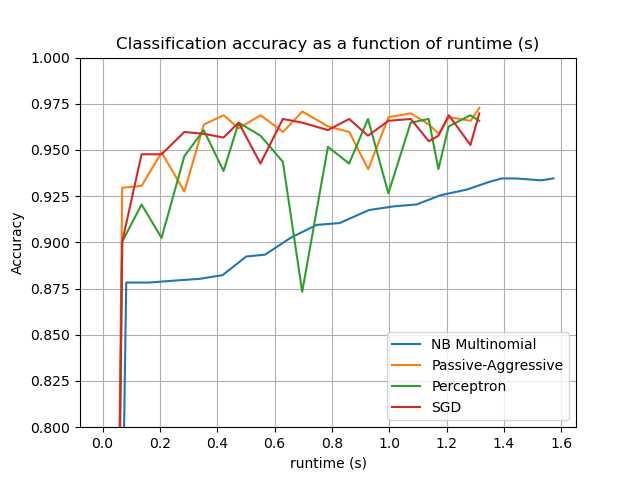 Classification accuracy as a function of runtime (s)
1.000
0.975
0.950
0.925
0.900
0.875
0.850
0.825
0.800
Accuracy
NB Multinomial
Passive-Aggressive
Perceptron
SGD
0.0 0.2 0.4 0.6 0.8 1.0 1.2 1.4 1.6
runtime (s)